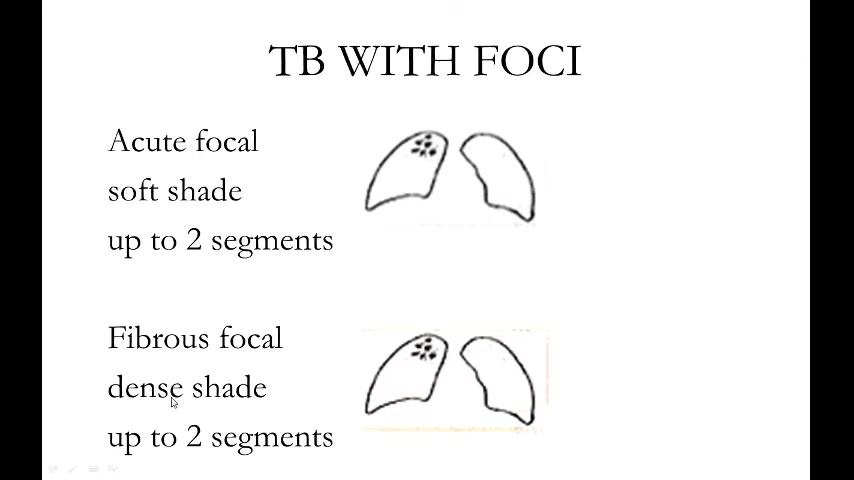 TB WITH FOCI
Acute focal
soft shade
up to 2 segments
Fibrous focal
dense shade
up to 2 segments